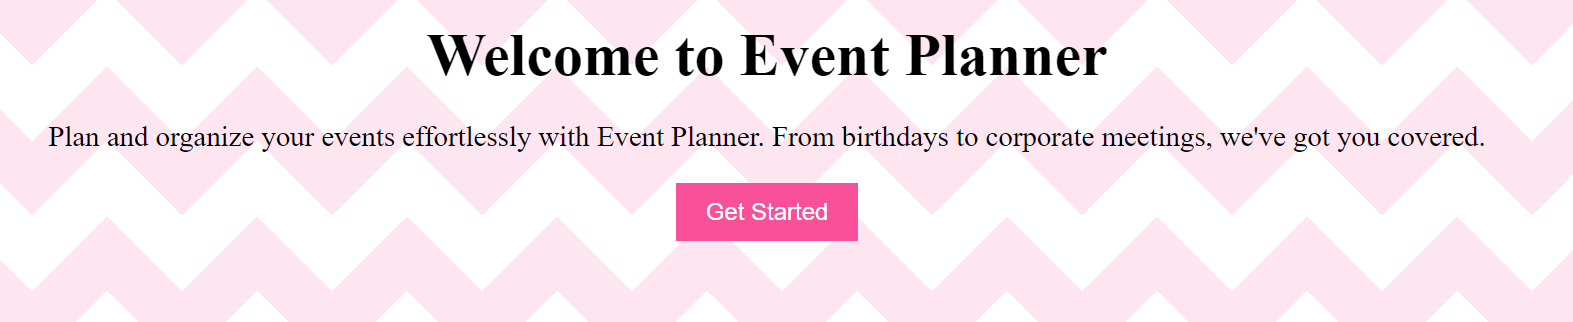 Welcome to Event Planner
Plan and organize your events effortlessly with Event Planner. From birthdays to corporate meetings, we've got you covered.
Get Started